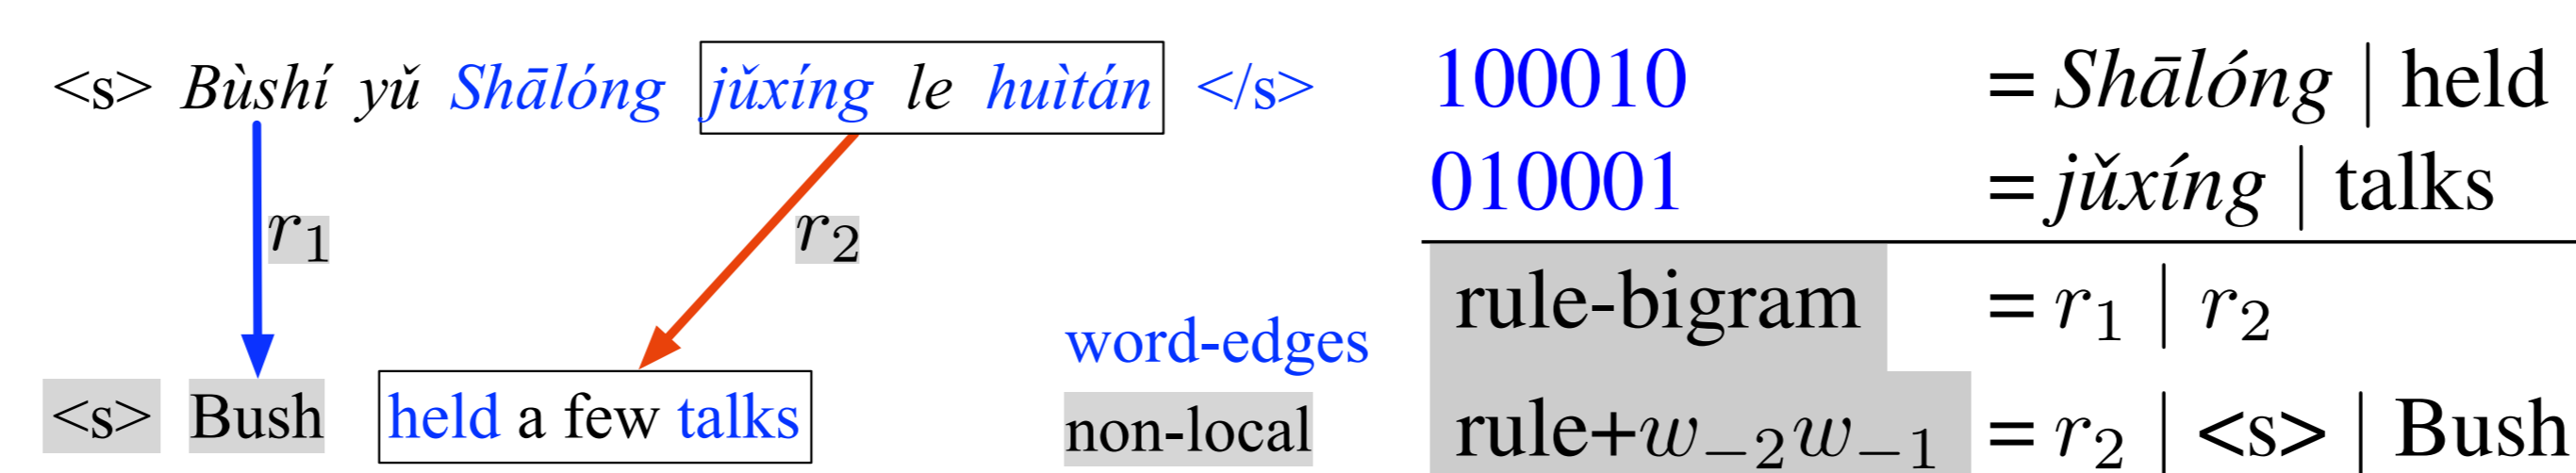 <s> Bùshí yǔ Shālóng jǔxíng le huìtán </s>
r1
r2
<s> Bush held a few talks
word-edges
non-local
100010 = Shālóng | held
010001 = jǔxíng | talks
rule-bigram = r1 | r2
rule+w−2w−1 = r2 | <s> | Bush